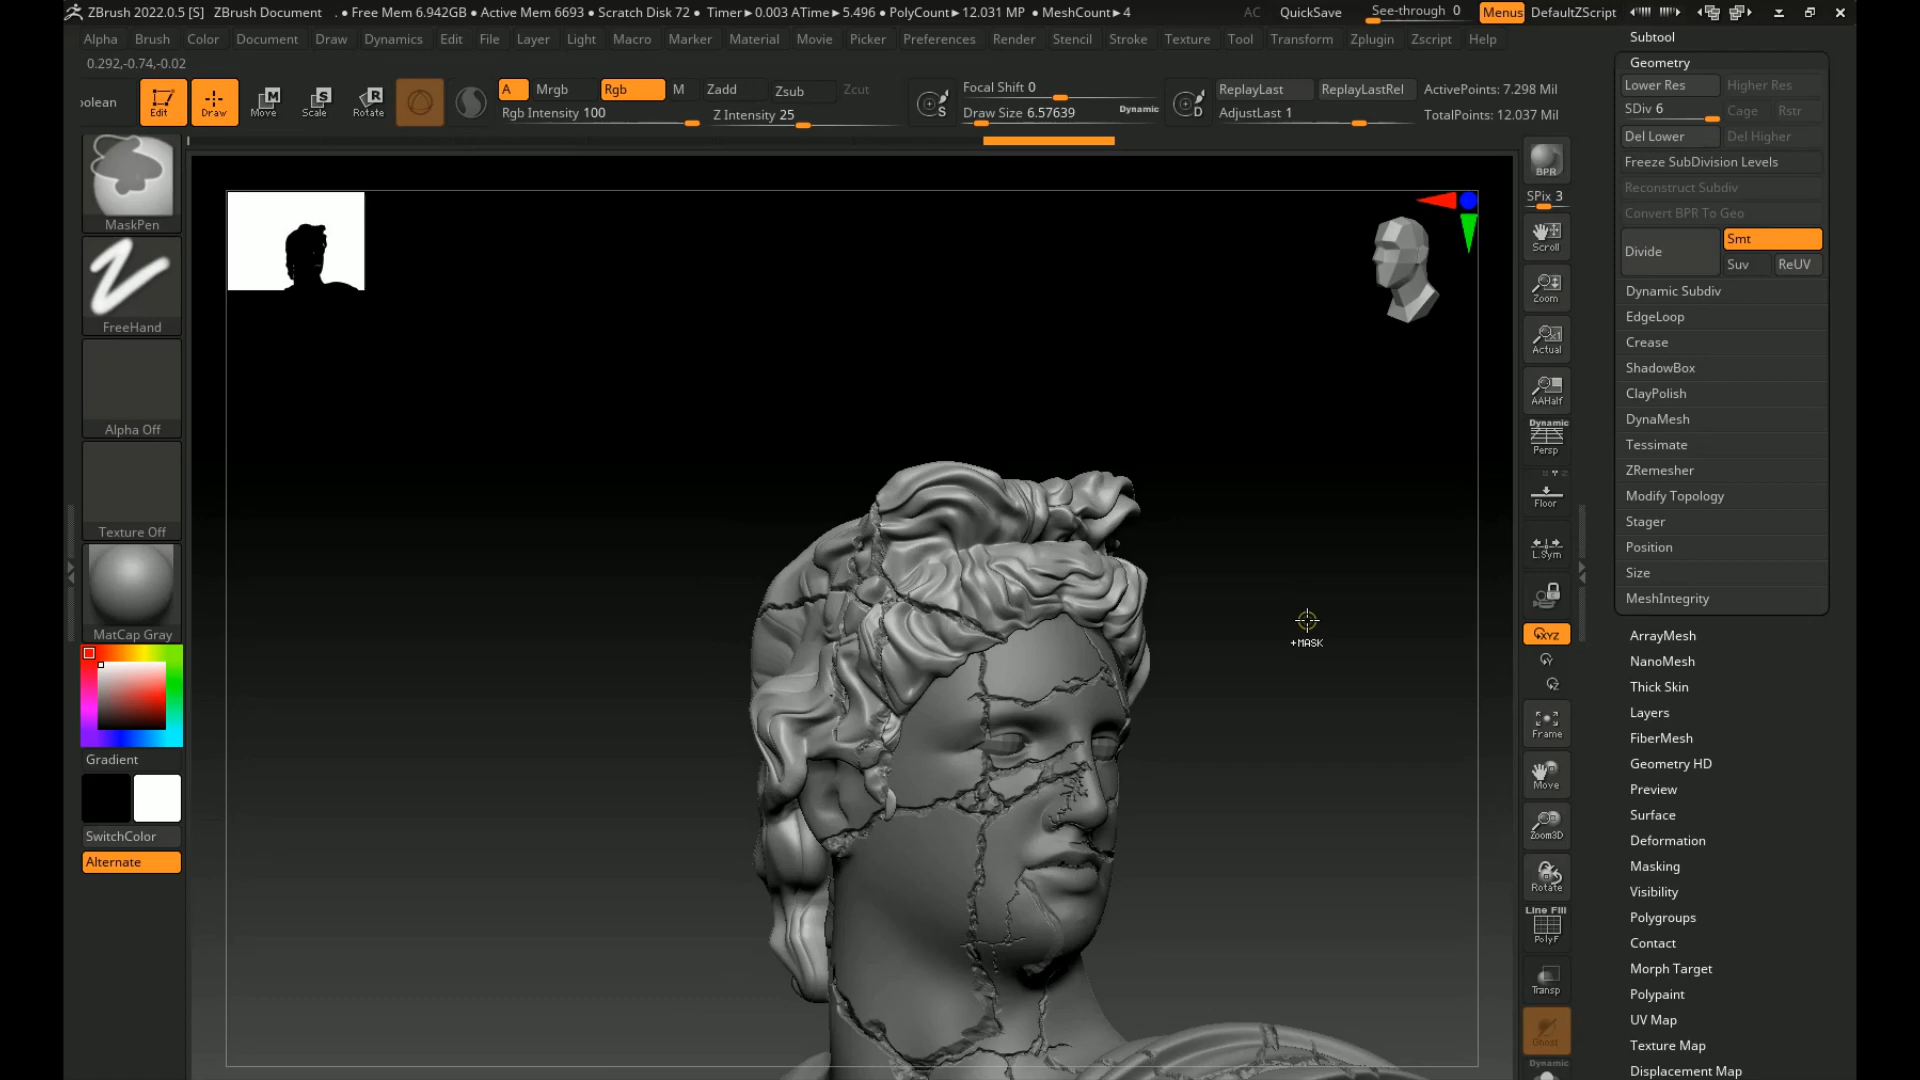 ZBrush 2022.0.5 [S] ZBrush Document . ● Free Mem 6.942GB ● Active Mem 6693 ● Scratch Disk 72 ● Timer►0.003 ATime►5.496 ● PolyCount►12.031 MP ● MeshCount►4 AC QuickSave See-through 0 Menus DefaultZScript
Alpha Brush Color Document Draw Dynamics Edit File Layer Light Macro Marker Material Movie Picker Preferences Render Stencil Stroke Texture Tool Transform Zplugin Zscript Help
0.292,-0.74,-0.02
oolean Edit Draw Move Scale Rotate
A Mrgb Rgb M Zadd Zsub Zcut
Rgb Intensity 100 Z Intensity 25
S Focal Shift 0
Draw Size 6.57639 Dynamic
D ReplayLast ReplayLastRel ActivePoints: 7.298 Mil
AdjustLast 1 TotalPoints: 12.037 Mil
MaskPen
FreeHand
Alpha Off
Texture Off
MatCap Gray
Gradient
SwitchColor
Alternate
+MASK
BPR
SPix 3
Scroll
Zoom
Actual
AAHalf
Dynamic
Persp
Floor
L.Sym
XYZ
Y
Z
Frame
Move
Zoom3D
Rotate
Line Fill
PolyF
Transp
Ghost
Dynamic
Subtool
Geometry
Lower Res Higher Res
SDiv 6 Cage Rstr
Del Lower Del Higher
Freeze SubDivision Levels
Reconstruct Subdiv
Convert BPR To Geo
Divide Smt
Suv ReUV
Dynamic Subdiv
EdgeLoop
Crease
ShadowBox
ClayPolish
DynaMesh
Tessimate
ZRemesher
Modify Topology
Stager
Position
Size
MeshIntegrity
ArrayMesh
NanoMesh
Thick Skin
Layers
FiberMesh
Geometry HD
Preview
Surface
Deformation
Masking
Visibility
Polygroups
Contact
Morph Target
Polypaint
UV Map
Texture Map
Displacement Map